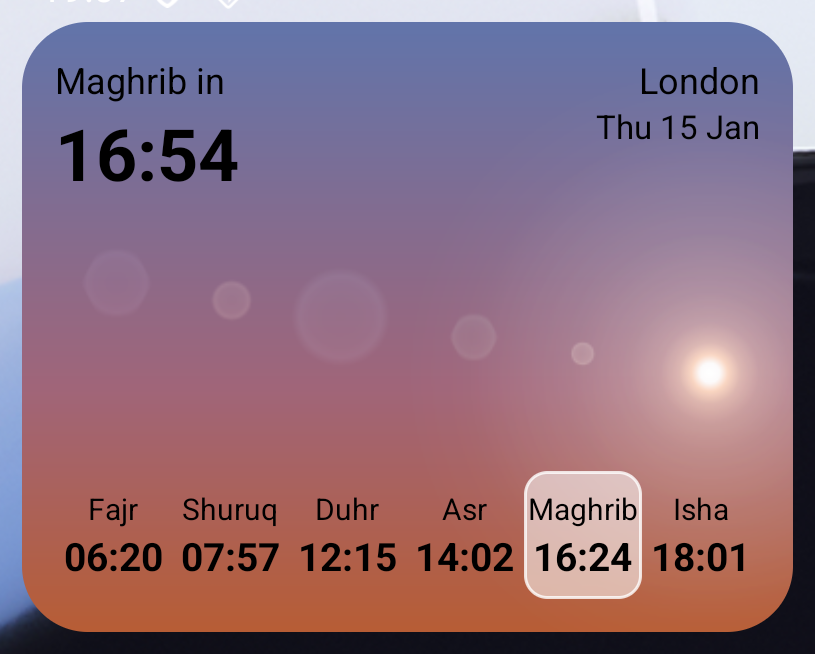 Maghrib in
16:54
London
Thu 15 Jan
Fajr Shuruq Duhr Asr Maghrib Isha
06:20 07:57 12:15 14:02 16:24 18:01